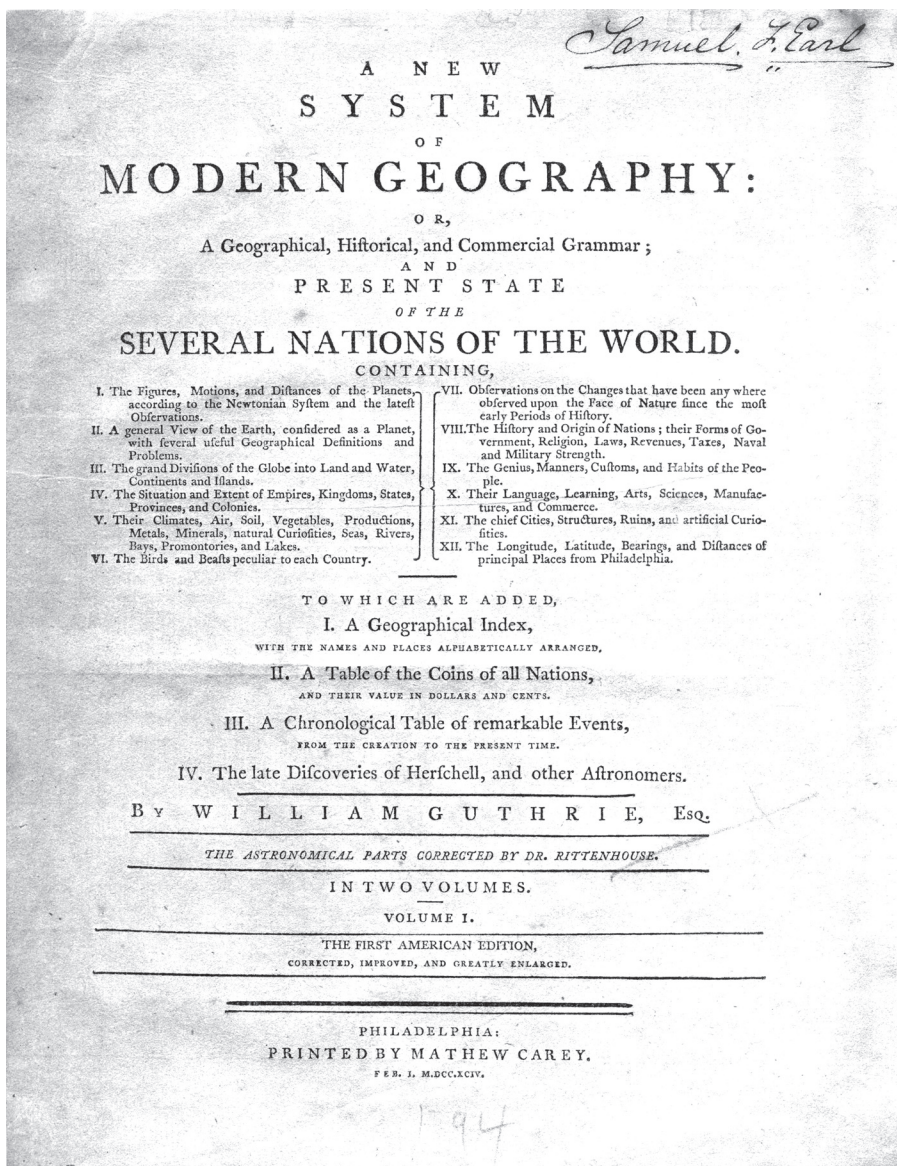 Samuel. F. Earl
A NEW
SYSTEM
OF
MODERN GEOGRAPHY:
OR,
A Geographical, Hiſtorical, and Commercial Grammar;
AND
PRESENT STATE
OF THE
SEVERAL NATIONS OF THE WORLD.
CONTAINING,
I. The Figures, Motions, and Diſtances of the Planets,
according to the Newtonian Syſtem and the lateſt
Obſervations.
II. A general View of the Earth, conſidered as a Planet,
with ſeveral uſeful Geographical Definitions and
Problems.
III. The grand Diviſions of the Globe into Land and Water,
Continents and Iſlands.
IV. The Situation and Extent of Empires, Kingdoms, States,
Provinces, and Colonies.
V. Their Climates, Air, Soil, Vegetables, Productions,
Metals, Minerals, natural Curioſities, Seas, Rivers,
Bays, Promontories, and Lakes.
VI. The Birds and Beaſts peculiar to each Country.
VII. Obſervations on the Changes that have been any where
obſerved upon the Face of Nature ſince the moſt
early Periods of Hiſtory.
VIII. The Hiſtory and Origin of Nations; their Forms of Go-
vernment, Religion, Laws, Revenues, Taxes, Naval
and Military Strength.
IX. The Genius, Manners, Cuſtoms, and Habits of the Peo-
ple.
X. Their Language, Learning, Arts, Sciences, Manufac-
tures, and Commerce.
XI. The chief Cities, Structures, Ruins, and artificial Curio-
ſities.
XII. The Longitude, Latitude, Bearings, and Diſtances of
principal Places from Philadelphia.
TO WHICH ARE ADDED,
I. A Geographical Index,
WITH THE NAMES AND PLACES ALPHABETICALLY ARRANGED.
II. A Table of the Coins of all Nations,
AND THEIR VALUE IN DOLLARS AND CENTS.
III. A Chronological Table of remarkable Events,
FROM THE CREATION TO THE PRESENT TIME.
IV. The late Diſcoveries of Herſchell, and other Aſtronomers.
BY WILLIAM GUTHRIE, ESQ.
THE ASTRONOMICAL PARTS CORRECTED BY DR. RITTENHOUSE.
IN TWO VOLUMES.
VOLUME I.
THE FIRST AMERICAN EDITION,
CORRECTED, IMPROVED, AND GREATLY ENLARGED.
PHILADELPHIA:
PRINTED BY MATHEW CAREY.
FEB. 1. M.DCC.XCIV.